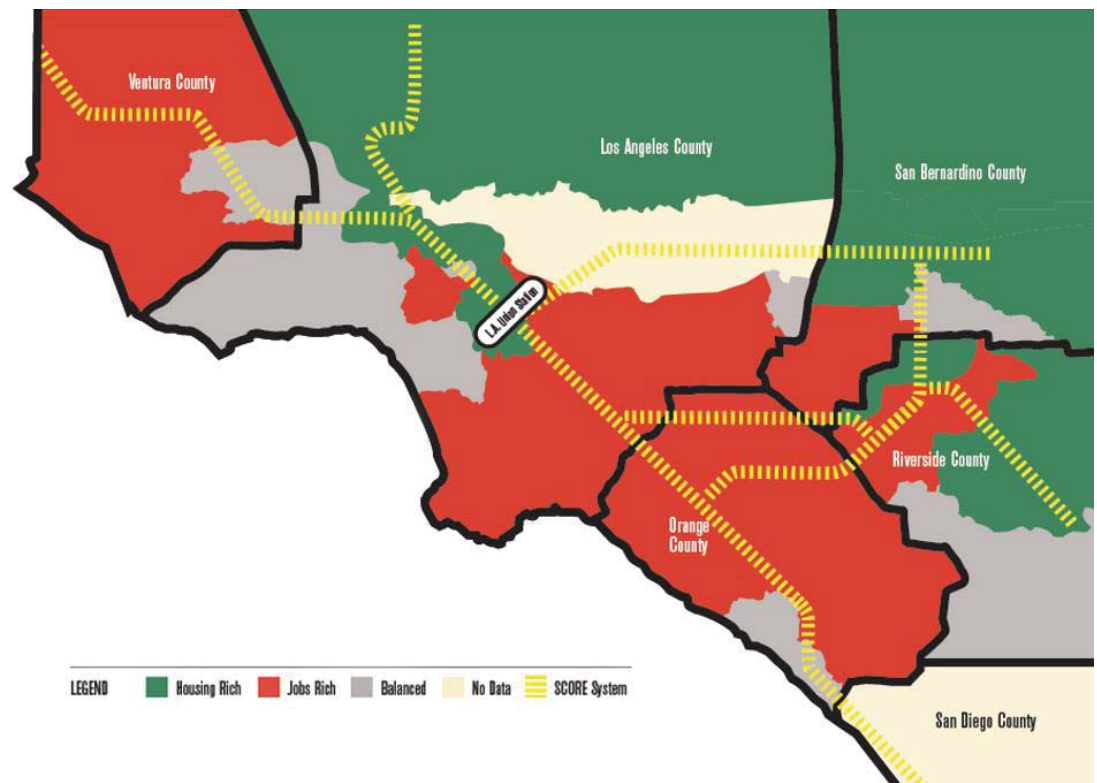 Ventura County
Los Angeles County
San Bernardino County
L.A. Union Station
Riverside County
Orange
County
LEGEND
Housing Rich
Jobs Rich
Balanced
No Data
SCORE System
San Diego County